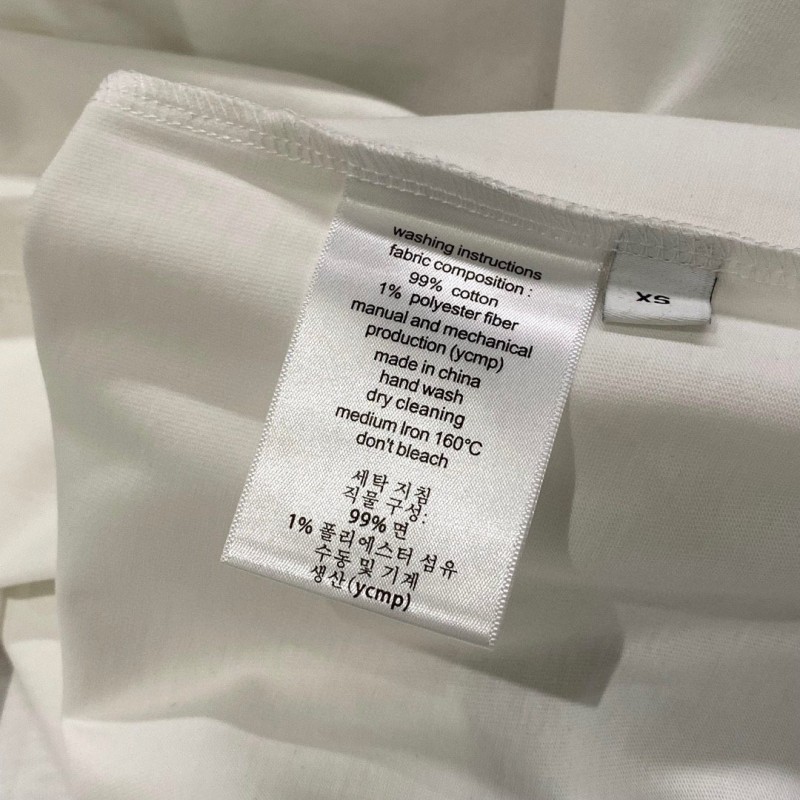 washing instructions
fabric composition :
99% cotton
1% polyester fiber
manual and mechanical
production (ycmp)
made in china
hand wash
dry cleaning
medium Iron 160℃
don't bleach
세탁 지침
직물 구성:
99% 면
1% 폴리에스터 섬유
수동 및 기계
생산(ycmp)
XS